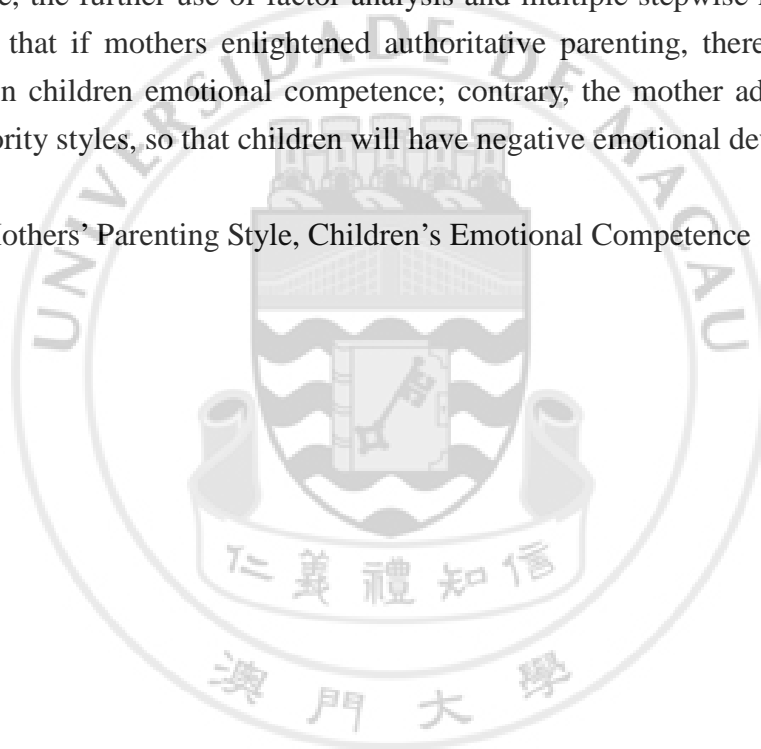 the further use of factor analysis and multiple stepwise
that if mothers enlightened authoritative parenting, there
n children emotional competence; contrary, the mother ad
ority styles, so that children will have negative emotional de
others’ Parenting Style, Children’s Emotional Competence
UNIVERSIDADE DE MACAU
仁義禮知信
澳門大學